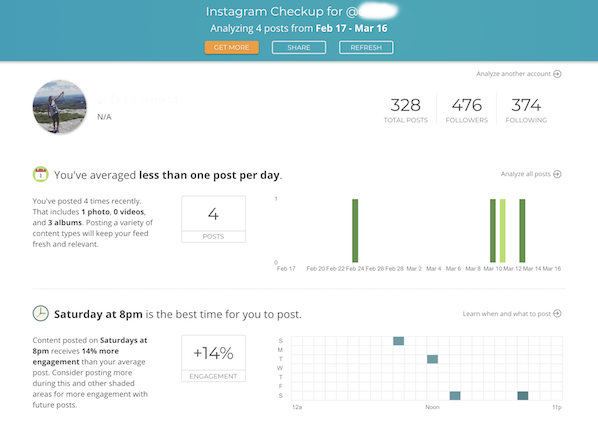 Instagram Checkup for @
Analyzing 4 posts from Feb 17 - Mar 16
GET MORE
SHARE
REFRESH
Analyze another account
N/A
328
TOTAL POSTS
476
FOLLOWERS
374
FOLLOWING
You've averaged less than one post per day.
Analyze all posts
You've posted 4 times recently.
That includes 1 photo, 0 videos,
and 3 albums. Posting a variety of
content types will keep your feed
fresh and relevant.
4
POSTS
1
0
Feb 17 Feb 20 Feb 22 Feb 24 Feb 26 Feb 28 Mar 2 Mar 4 Mar 6 Mar 8 Mar 10 Mar 12 Mar 14 Mar 16
Saturday at 8pm is the best time for you to post.
Learn when and what to post
Content posted on Saturdays at
8pm receives 14% more
engagement than your average
post. Consider posting more
during this and other shaded
areas for more engagement with
future posts.
+14%
ENGAGEMENT
S
M
T
W
T
F
S
12a Noon 11p